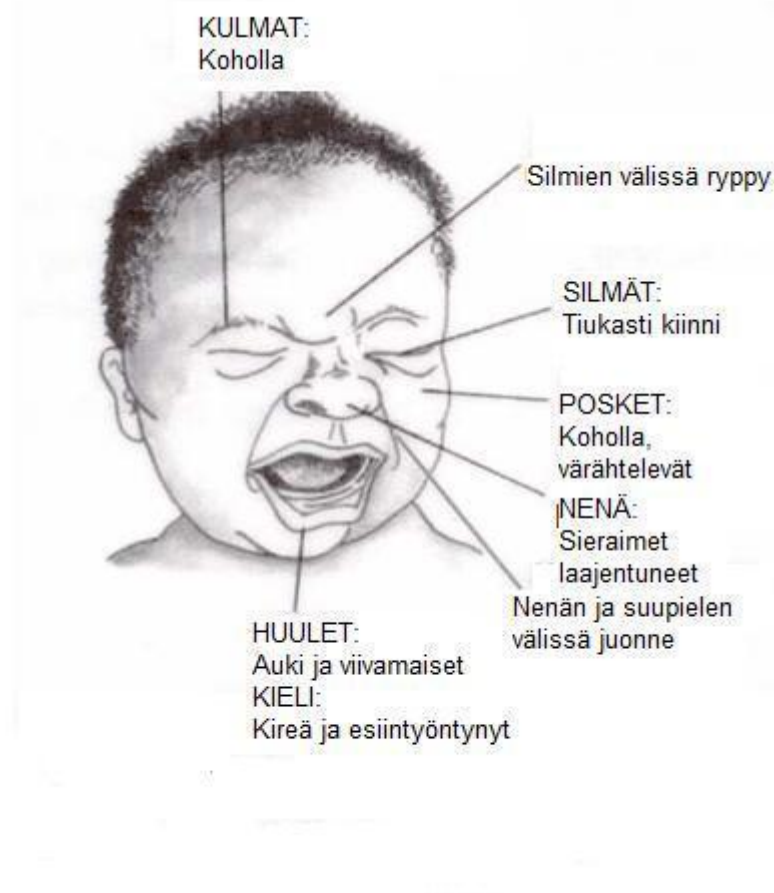 KULMAT:
Koholla
Silmien välissä ryppy
SILMÄT:
Tiukasti kiinni
POSKET:
Koholla,
värähtelevät
NENÄ:
Sieraimet
laajentuneet
Nenän ja suupielen
välissä juonne
HUULET:
Auki ja viivamaiset
KIELI:
Kireä ja esiintyöntynyt